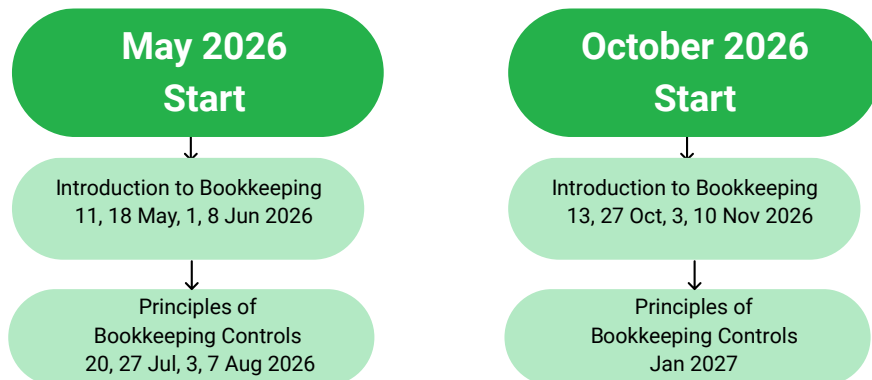 May 2026
Start
Introduction to Bookkeeping
11, 18 May, 1, 8 Jun 2026
Principles of
Bookkeeping Controls
20, 27 Jul, 3, 7 Aug 2026
October 2026
Start
Introduction to Bookkeeping
13, 27 Oct, 3, 10 Nov 2026
Principles of
Bookkeeping Controls
Jan 2027